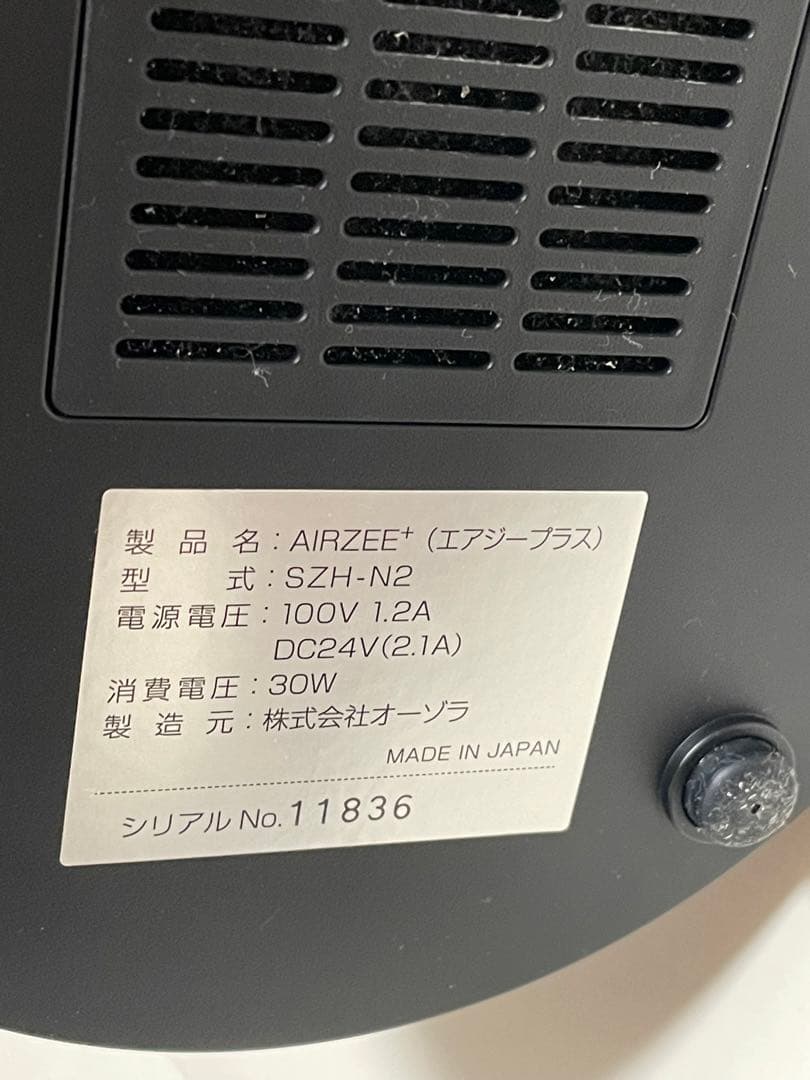 製品名：AIRZEE⁺（エアジープラス）
型式：SZH-N2
電源電圧：100V 1.2A
DC24V(2.1A)
消費電圧：30W
製造元：株式会社オーゾラ
MADE IN JAPAN
シリアルNo.11836